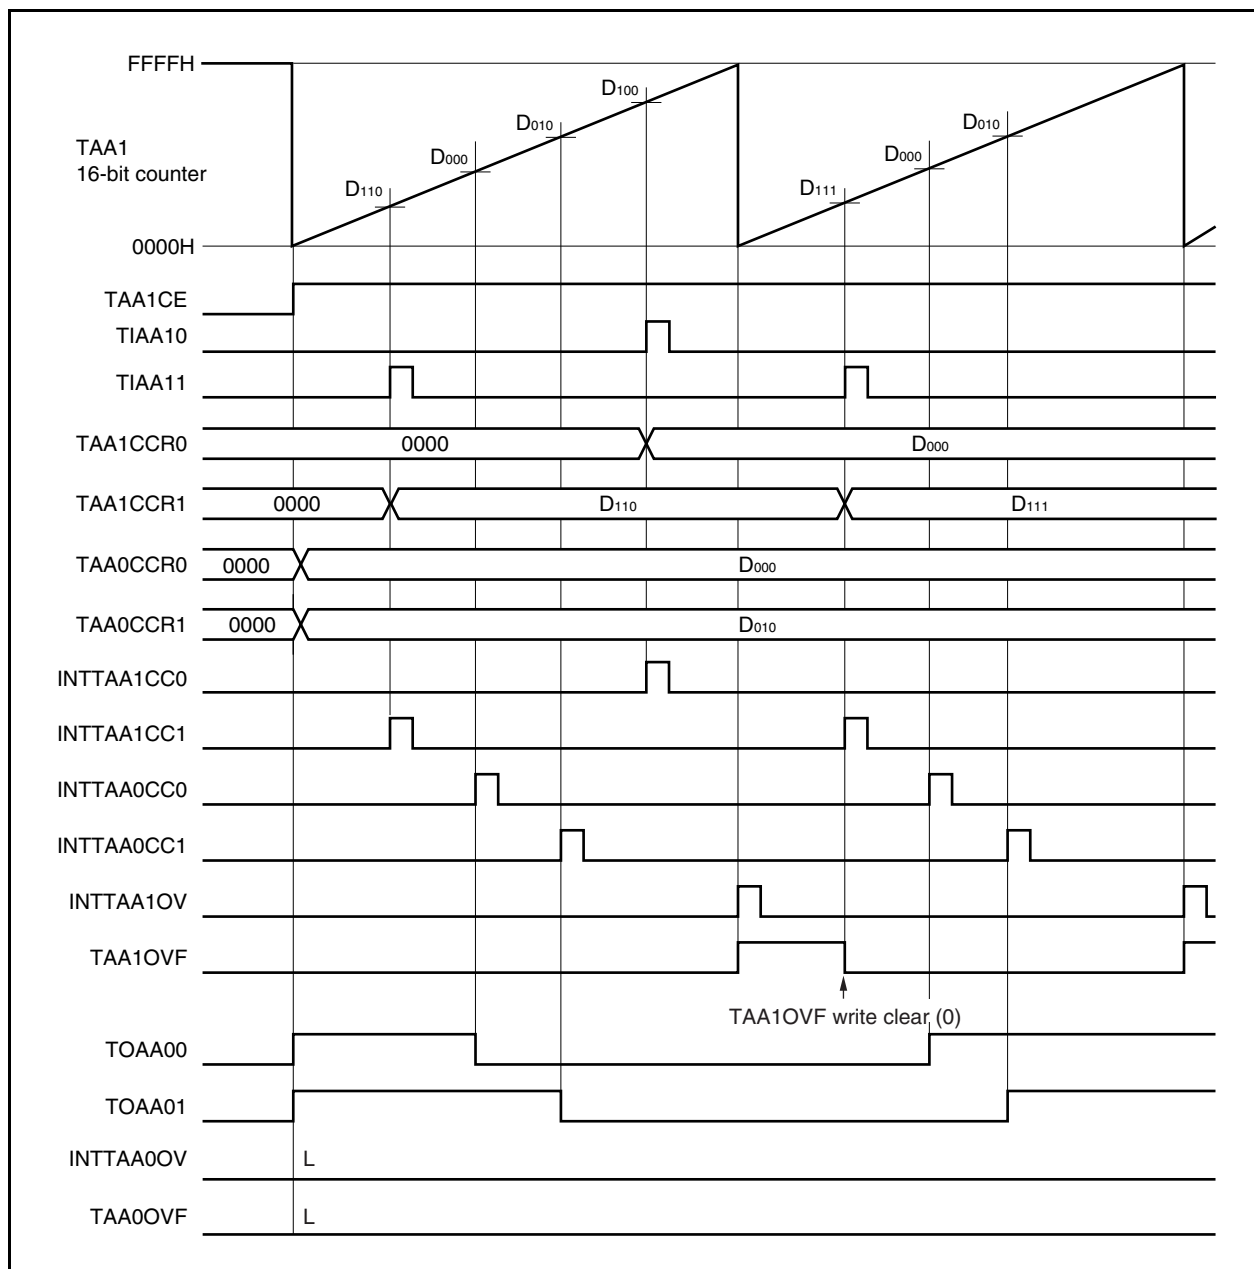 FFFFH
D100
D010
D010
TAA1
16-bit counter
D000
D000
D110
D111
0000H
TAA1CE
TIAA10
TIAA11
TAA1CCR0 0000 D000
TAA1CCR1 0000 D110 D111
TAA0CCR0 0000 D000
TAA0CCR1 0000 D010
INTTAA1CC0
INTTAA1CC1
INTTAA0CC0
INTTAA0CC1
INTTAA1OV
TAA1OVF
TAA1OVF write clear (0)
TOAA00
TOAA01
INTTAA0OV L
TAA0OVF L